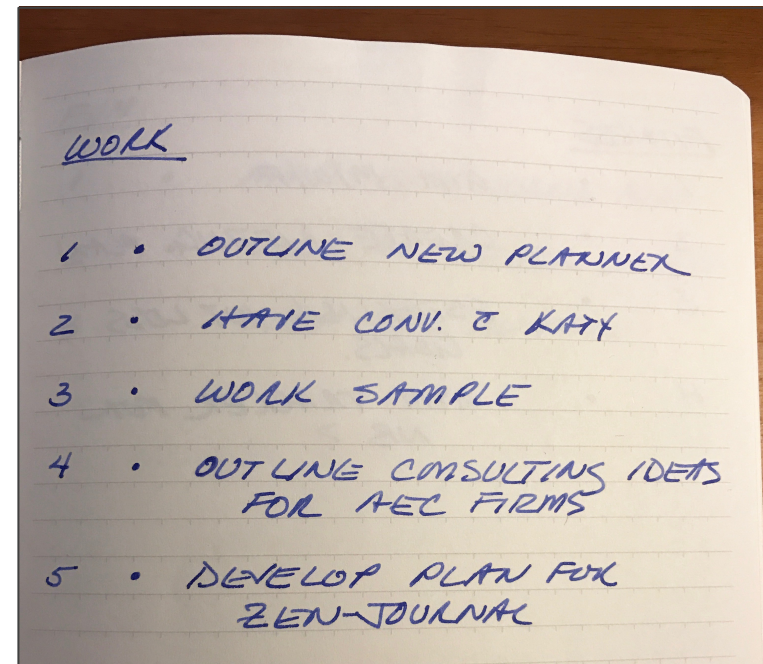 WORK
1 • OUTLINE NEW PLANNER
2 • HAVE CONV. c̄ KATY
3 • WORK SAMPLE
4 • OUTLINE CONSULTING IDEAS
FOR AEC FIRMS
5 • DEVELOP PLAN FOR
ZEN-JOURNAL